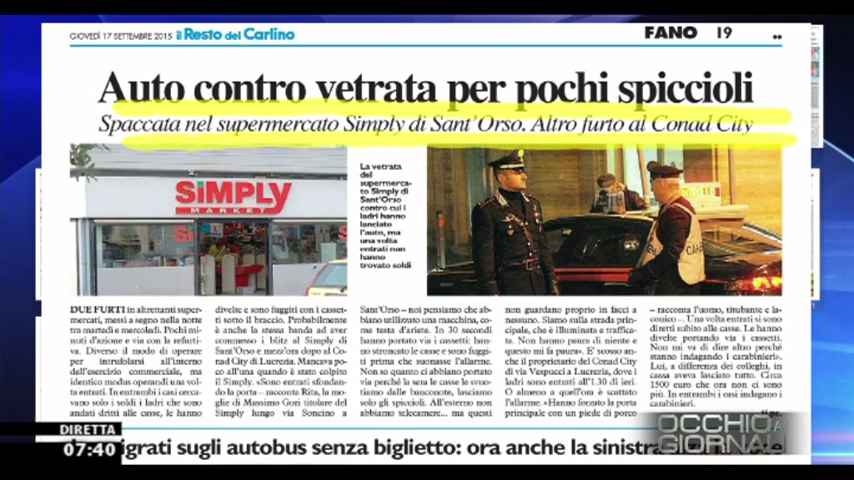 GIOVEDÌ 17 SETTEMBRE 2015 il Resto del Carlino
FANO 19 ••
Auto contro vetrata per pochi spiccioli
Spaccata nel supermercato Simply di Sant'Orso. Altro furto al Conad City
SiMPLY
MARKET
La vetrata
del
supermerca-
to Simply di
Sant'Orso
contro cui i
ladri hanno
lanciato
l'auto, ma
una volta
entrati non
hanno
trovato soldi
DUE FURTI in altrettanti super-
mercati, messi a segno nella notte
tra martedì e mercoledì. Pochi mi-
nuti d'azione e via con la refurti-
va. Diverso il modo di operare
per intrufolarsi all'interno
dell'esercizio commerciale, ma
identico modus operandi una vol-
ta entrati. In entrambi i casi cerca-
vano solo i soldi i ladri che sono
andati dritti alle casse, le hanno
divelte e sono fuggiti con i casset-
ti sotto il braccio. Probabilmente
è anche la stessa banda ad aver
commesso i blitz al Simply di
Sant'Orso e mezz'ora dopo al Co-
nad City di Lucrezia. Mancava po-
co all'una quando è stato colpito
il Simply. «Sono entrati sfondan-
do la porta – racconta Rita, la mo-
glie di Massimo Gori titolare del
Simply lungo via Soncino a
Sant'Orso – noi pensiamo che ab-
biano utilizzato una macchina, co-
me testa d'ariete. In 30 secondi
hanno portato via i cassetti: han-
no stroncato le casse e sono fuggi-
ti prima che suonasse l'allarme.
Non so quanto ci abbiano portato
via perché la sera le casse le svuo-
tiamo dalle banconote, lasciamo
solo gli spiccioli. All'esterno non
abbiamo telecamere... ma questi
non guardano proprio in facci a
nessuno. Siamo sulla strada princi-
pale, che è illuminata e traffica-
ta. Non hanno paura di niente e
questo mi fa paura». E' scosso an-
che il proprietario del Conad City
di via Vespucci a Lucrezia, dove i
ladri sono entrati all'1.30 di ieri.
O almeno a quell'ora è scattato
l'allarme. «Hanno forzato la porta
principale con un piede di porco
– racconta l'uomo, titubante e la-
conico –. Una volta entrati si sono
diretti subito alle casse. Le hanno
divelte portando via i cassetti.
Non mi va di dire altro perché
stanno indagando i carabinieri».
Lui, a differenza dei colleghi, in
cassa aveva lasciato tutto. Circa
1500 euro che ora non ci sono
più. In entrambi i casi indagano i
carabinieri.
DIRETTA
07:40
OCCHIO AI
GIORNALI
igrati sugli autobus senza biglietto: ora anche la sinistra